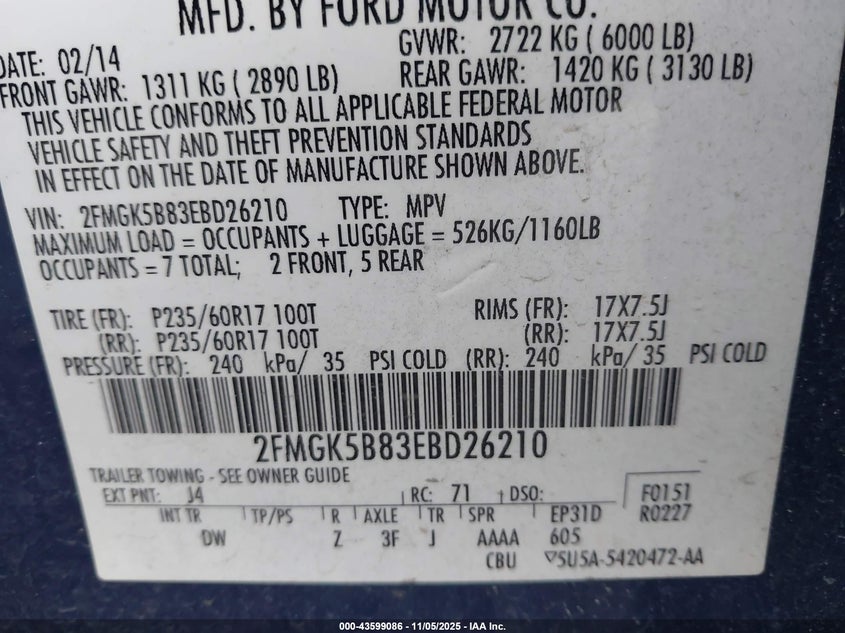 MFD. BY FORD MOTOR CO.
DATE: 02/14 GVWR: 2722 KG ( 6000 LB)
FRONT GAWR: 1311 KG ( 2890 LB) REAR GAWR: 1420 KG ( 3130 LB)
THIS VEHICLE CONFORMS TO ALL APPLICABLE FEDERAL MOTOR
VEHICLE SAFETY AND THEFT PREVENTION STANDARDS
IN EFFECT ON THE DATE OF MANUFACTURE SHOWN ABOVE.
VIN: 2FMGK5B83EBD26210 TYPE: MPV
MAXIMUM LOAD = OCCUPANTS + LUGGAGE = 526KG/1160LB
OCCUPANTS = 7 TOTAL; 2 FRONT, 5 REAR
TIRE (FR): P235/60R17 100T RIMS (FR): 17X7.5J
(RR): P235/60R17 100T (RR): 17X7.5J
PRESSURE (FR): 240 kPa/ 35 PSI COLD (RR): 240 kPa/ 35 PSI COLD
2FMGK5B83EBD26210
TRAILER TOWING - SEE OWNER GUIDE
EXT PNT: J4 RC: 71 DSO: F0151
INT TR TP/PS R AXLE TR SPR EP31D R0227
DW Z 3F J AAAA 605
CBU 5U5A-5420472-AA
000-43599086 - 11/05/2025 - IAA Inc.